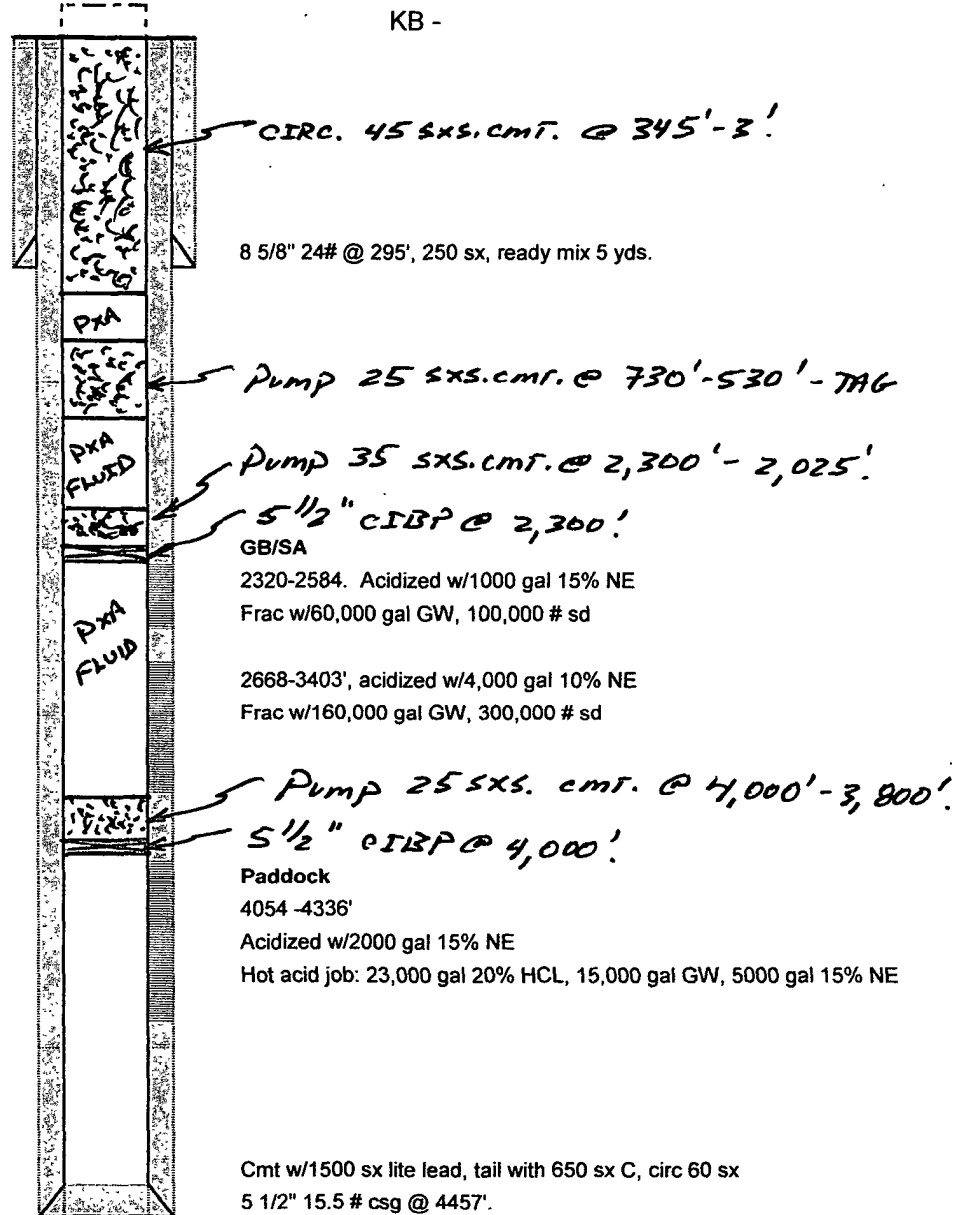 KB -
CIRC. 45 sxs. cmt. @ 345'-3'.
8 5/8" 24# @ 295', 250 sx, ready mix 5 yds.
PXA
Pump 25 sxs. cmt. @ 730'-530'-TAG
PXA
FLUID
Pump 35 sxs. cmt. @ 2,300'-2,025'.
5 1/2" CIBP @ 2,300'.
GB/SA
2320-2584. Acidized w/1000 gal 15% NE
Frac w/60,000 gal GW, 100,000 # sd
PXA
FLUID
2668-3403', acidized w/4,000 gal 10% NE
Frac w/160,000 gal GW, 300,000 # sd
Pump 25 sxs. cmt. @ 4,000'-3,800'.
5 1/2" CIBP @ 4,000'.
Paddock
4054 -4336'
Acidized w/2000 gal 15% NE
Hot acid job: 23,000 gal 20% HCL, 15,000 gal GW, 5000 gal 15% NE
Cmt w/1500 sx lite lead, tail with 650 sx C, circ 60 sx
5 1/2" 15.5 # csg @ 4457'.